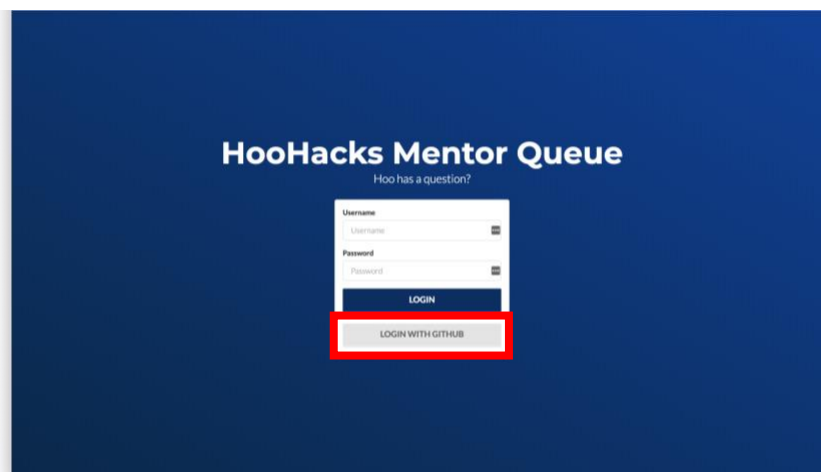 HooHacks Mentor Queue
Hoo has a question?
Username
Username
Password
Password
LOGIN
LOGIN WITH GITHUB